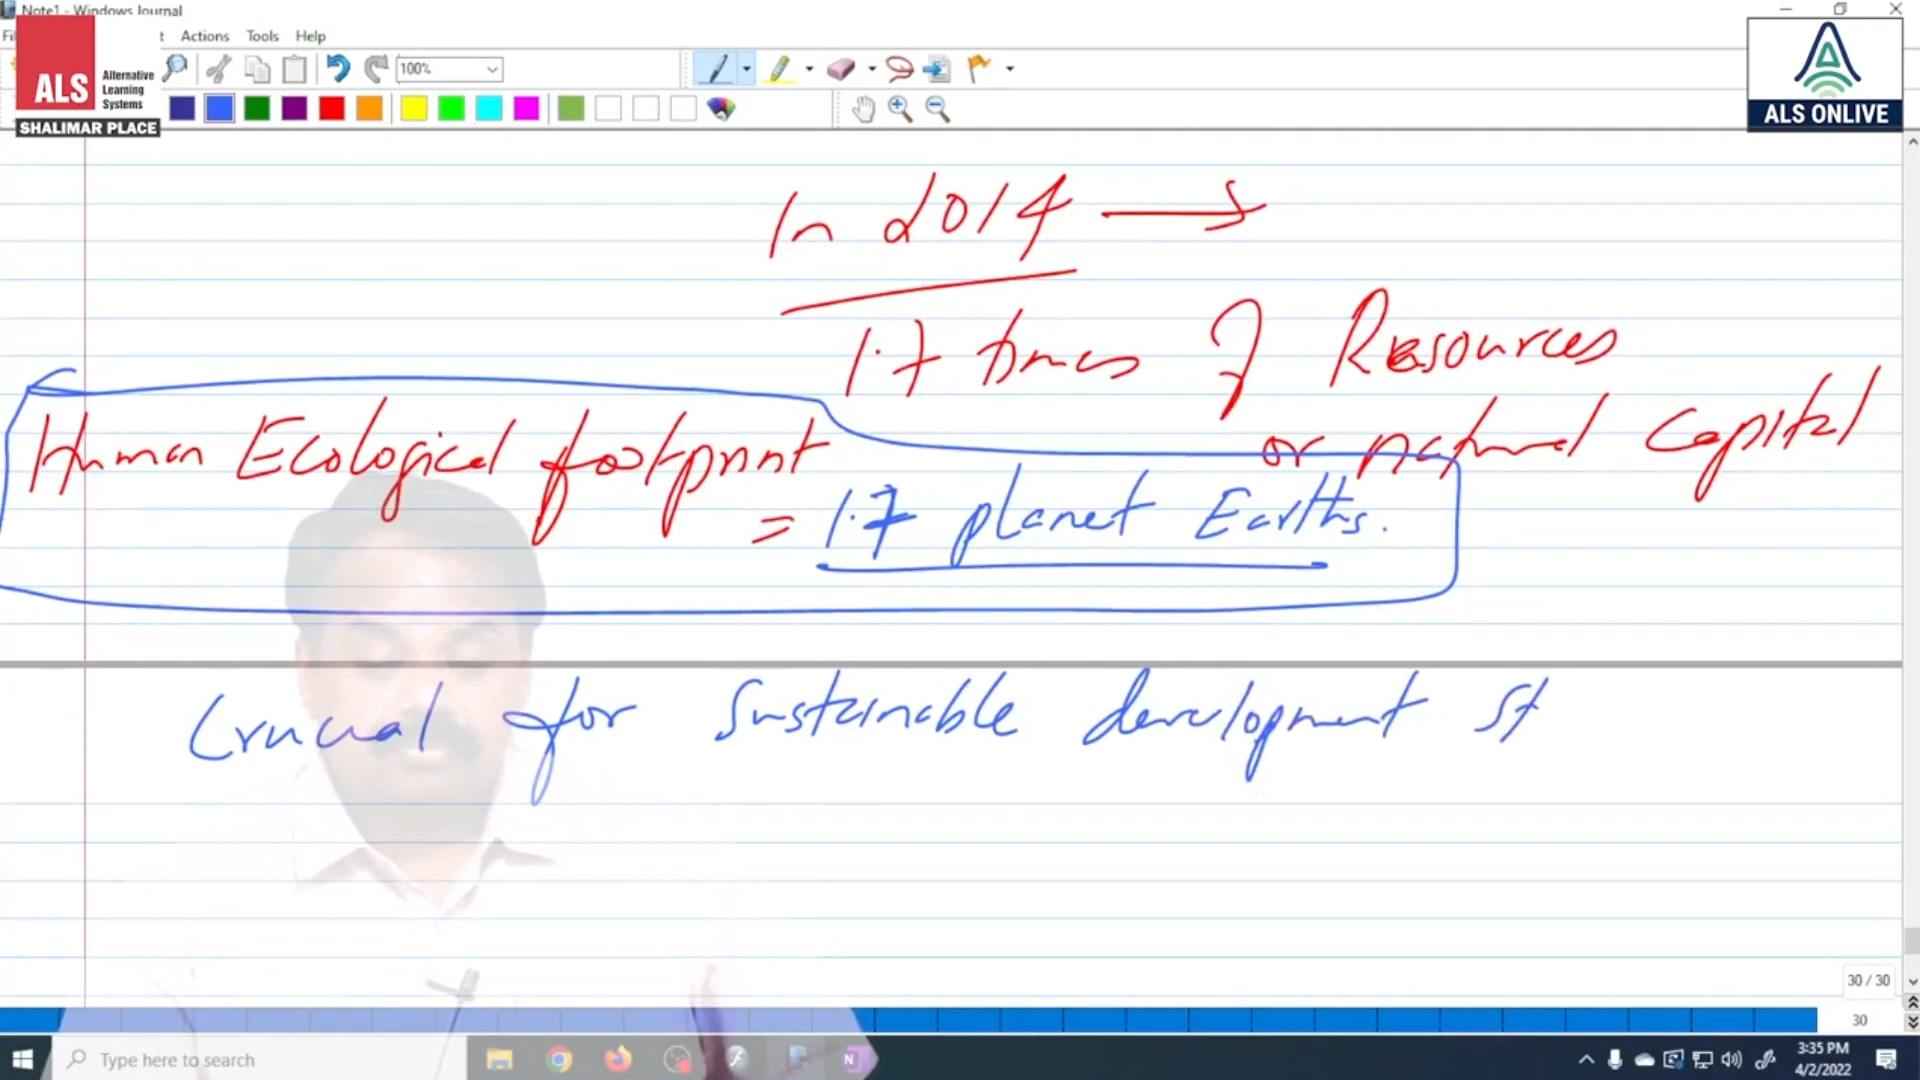 Note1 - Windows Journal
Actions Tools Help
ALS
Alternative
Learning
Systems
SHALIMAR PLACE
100%
ALS ONLIVE
In 2014 →
1.7 times of Resources
or natural capital
Human Ecological footprint
= 1.7 planet Earths.
Crucial for Sustainable development st
30 / 30
30
Type here to search
3:35 PM
4/2/2022